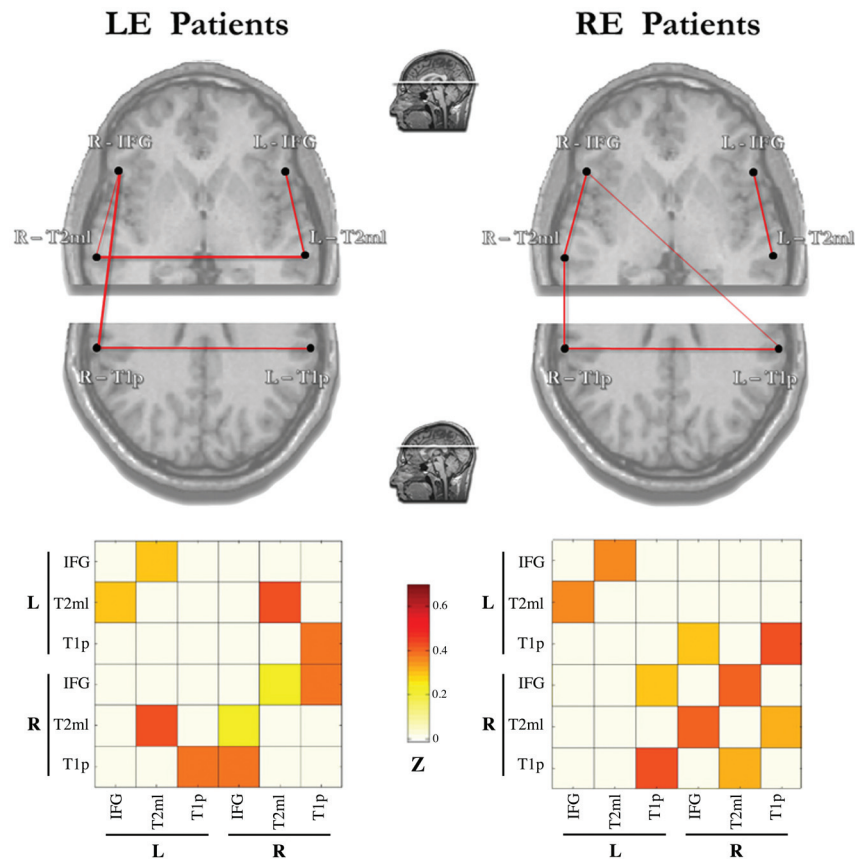 LE Patients
RE Patients
R - IFG
L - IFG
R - IFG
L - IFG
R – T2ml
L – T2ml
R – T2ml
L – T2ml
R – T1p
L – T1p
R – T1p
L – T1p
L
IFG
T2ml
T1p
R
IFG
T2ml
T1p
IFG
T2ml
T1p
IFG
T2ml
T1p
L
R
0.6
0.4
0.2
0
Z
L
IFG
T2ml
T1p
R
IFG
T2ml
T1p
IFG
T2ml
T1p
IFG
T2ml
T1p
L
R